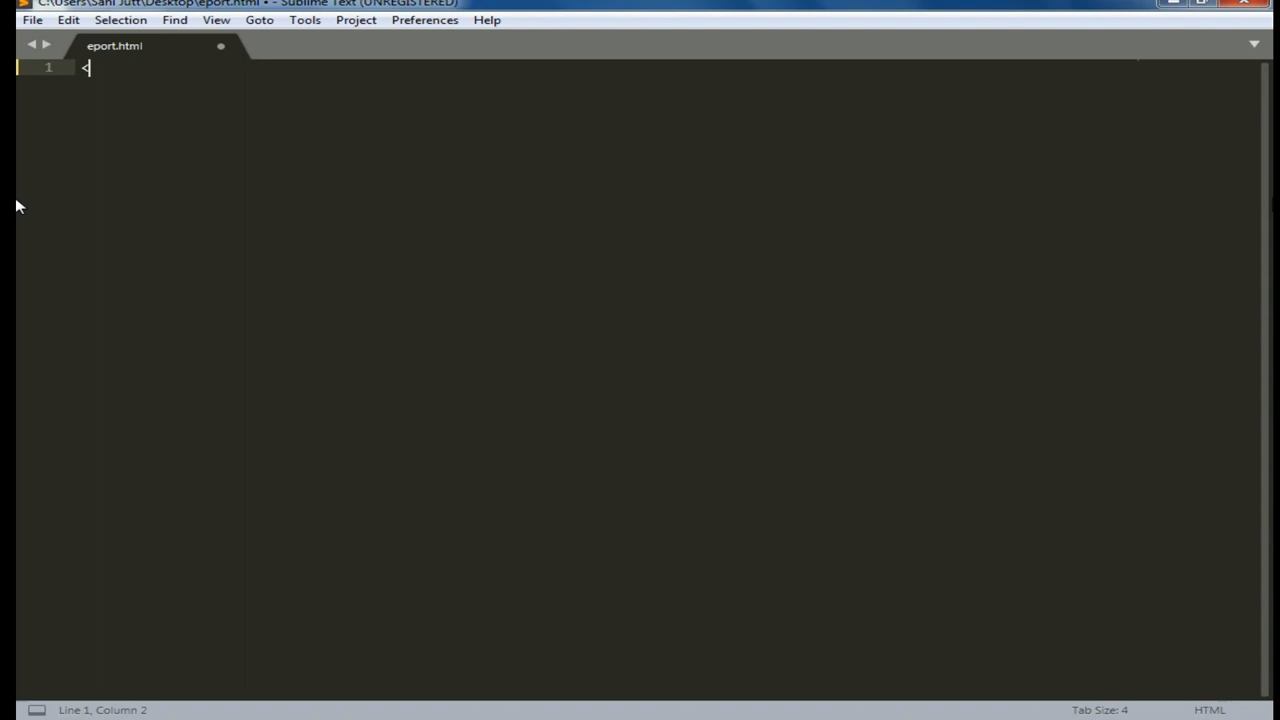 C:\Users\Sani Jutt\Desktop\eport.html • - Sublime Text (UNREGISTERED)
File Edit Selection Find View Goto Tools Project Preferences Help
eport.html
1 <
Line 1, Column 2 Tab Size: 4 HTML